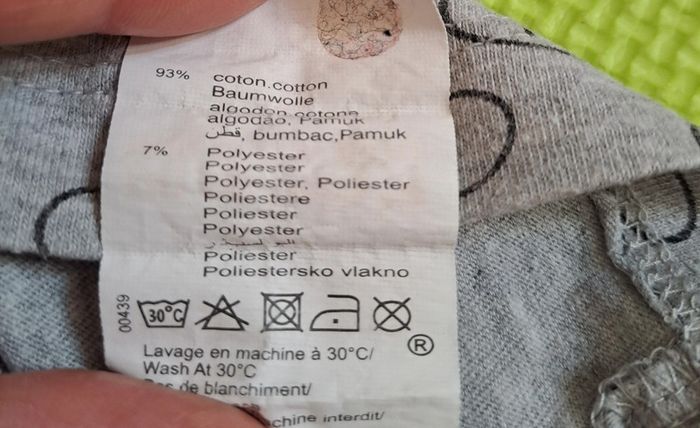 93% coton.cotton
Baumwolle
algodon cotone
algodão, Pamuk
قطن, bumbac,Pamuk
7% Polyester
Polyester
Polyester, Poliester
Poliestere
Poliester
Polyester
Poliester
Poliestersko vlakno
00439
30°C
®
Lavage en machine à 30°C/
Wash At 30°C
de blanchiment/
interdit/